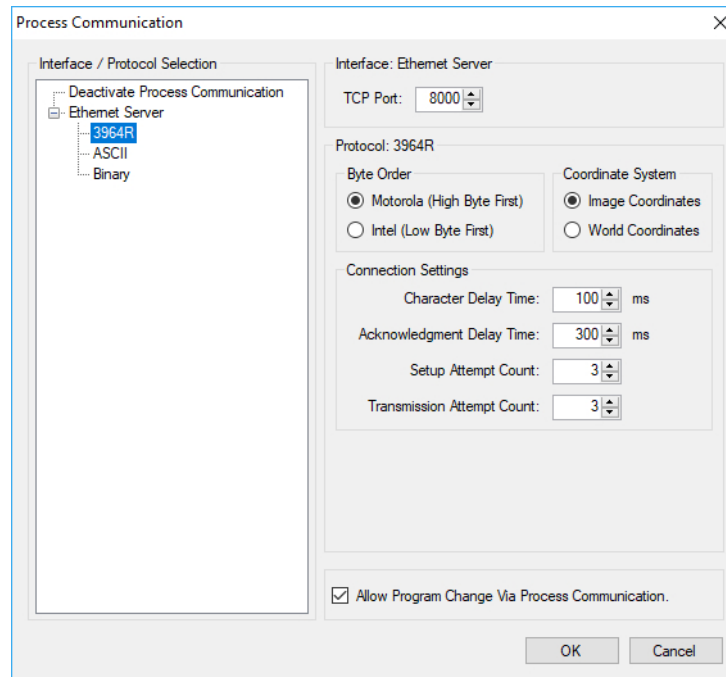 Process Communication
Interface / Protocol Selection
Deactivate Process Communication
Ethernet Server
3964R
ASCII
Binary
Interface: Ethernet Server
TCP Port: 8000
Protocol: 3964R
Byte Order
Motorola (High Byte First)
Intel (Low Byte First)
Coordinate System
Image Coordinates
World Coordinates
Connection Settings
Character Delay Time: 100 ms
Acknowledgment Delay Time: 300 ms
Setup Attempt Count: 3
Transmission Attempt Count: 3
Allow Program Change Via Process Communication.
OK Cancel